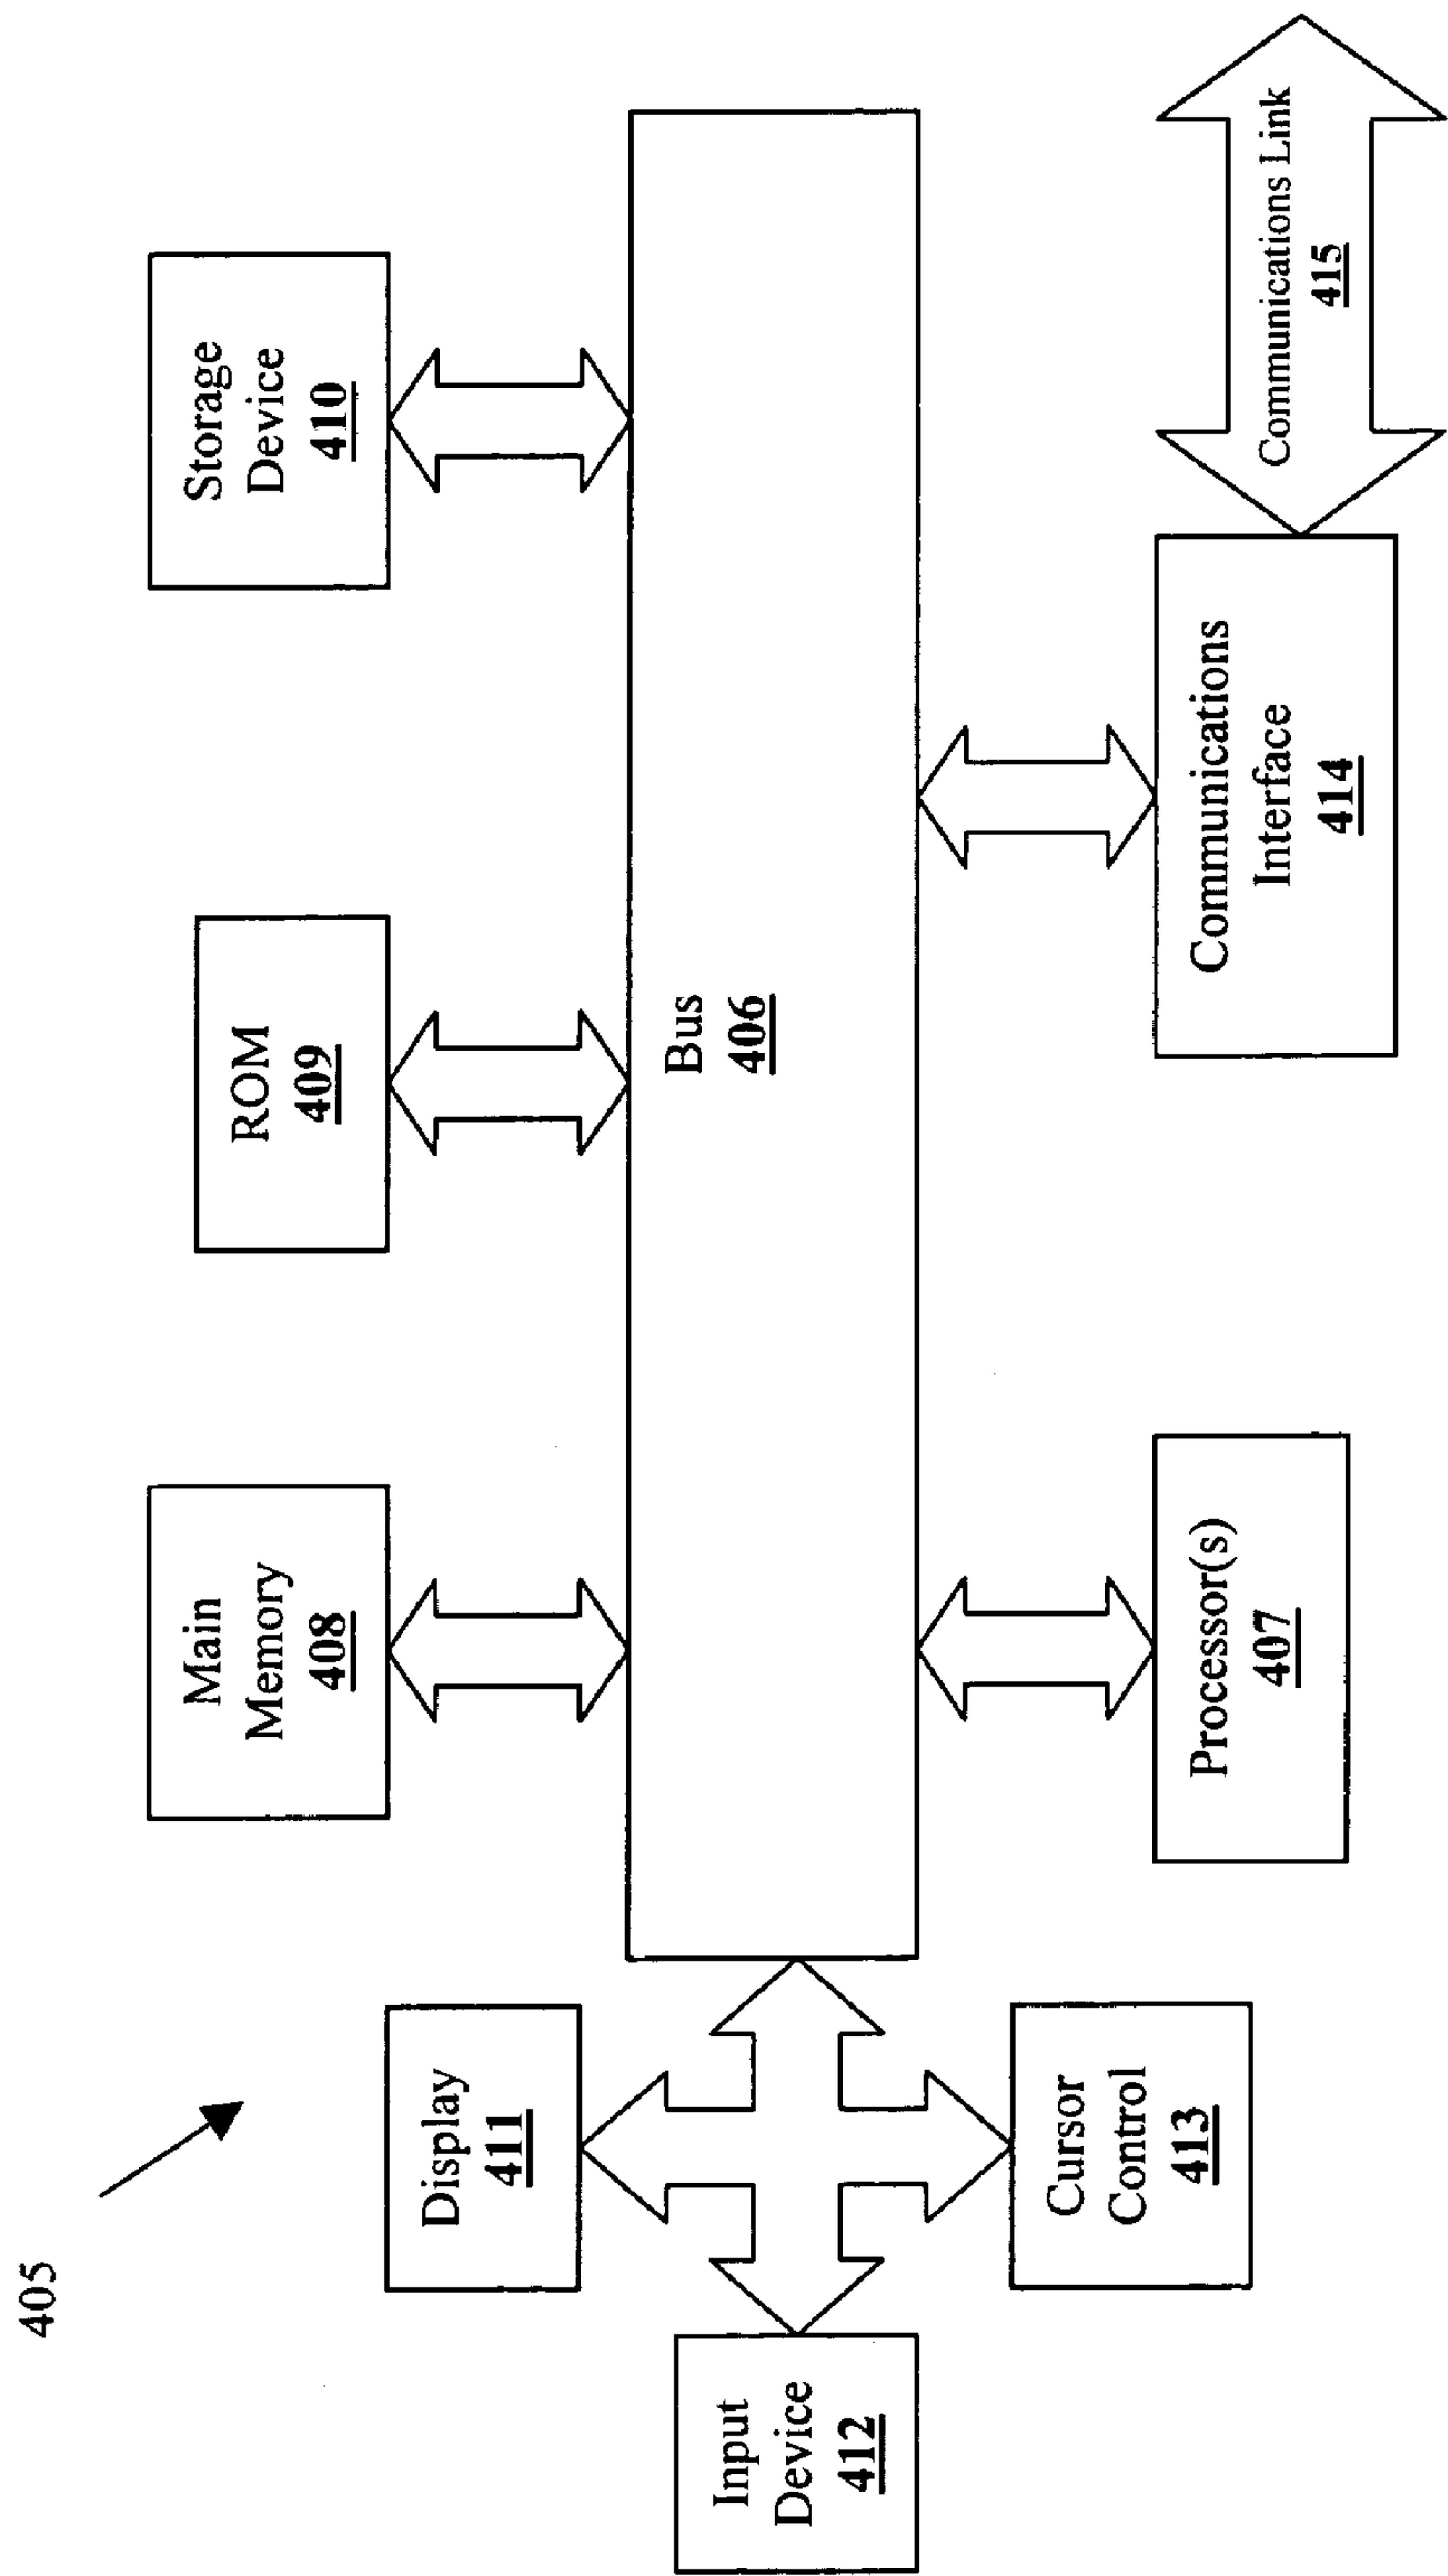 405
Main
Memory
408
ROM
409
Storage
Device
410
Display
411
Input
Device
412
Bus
406
Cursor
Control
413
Processor(s)
407
Communications
Interface
414
Communications Link
415